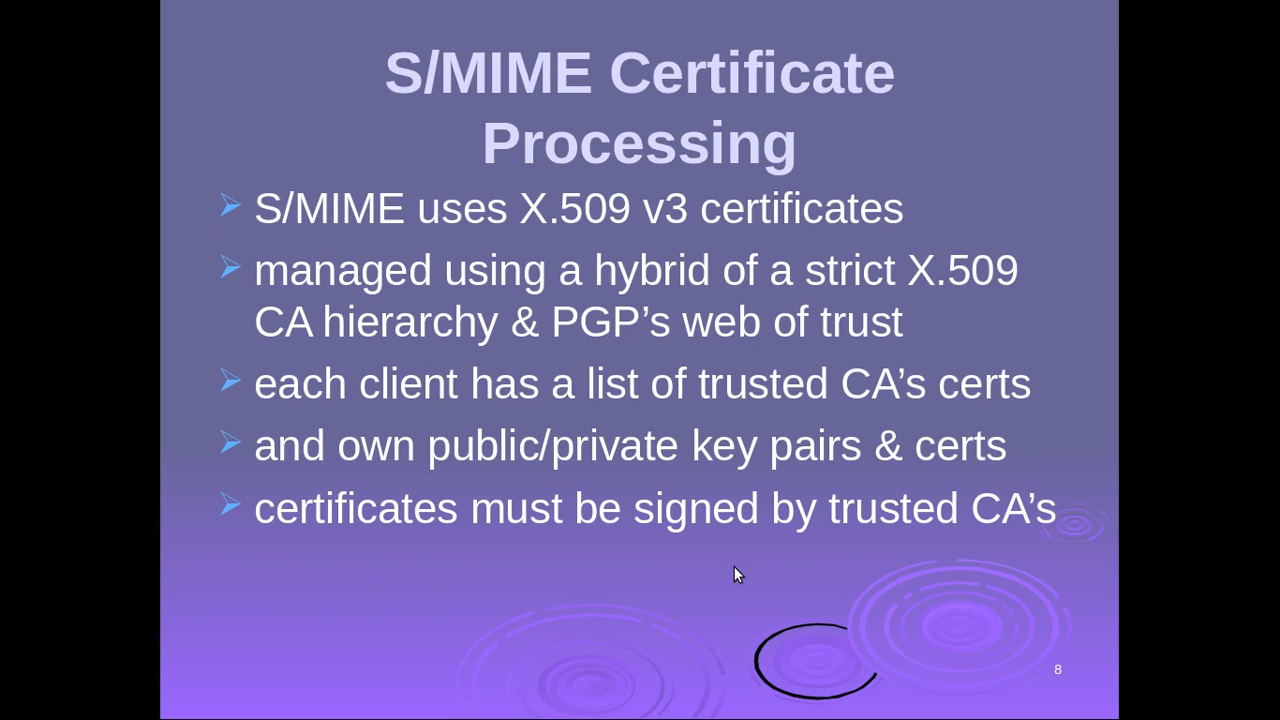 S/MIME Certificate
Processing
S/MIME uses X.509 v3 certificates
managed using a hybrid of a strict X.509
CA hierarchy & PGP’s web of trust
each client has a list of trusted CA’s certs
and own public/private key pairs & certs
certificates must be signed by trusted CA’s
8